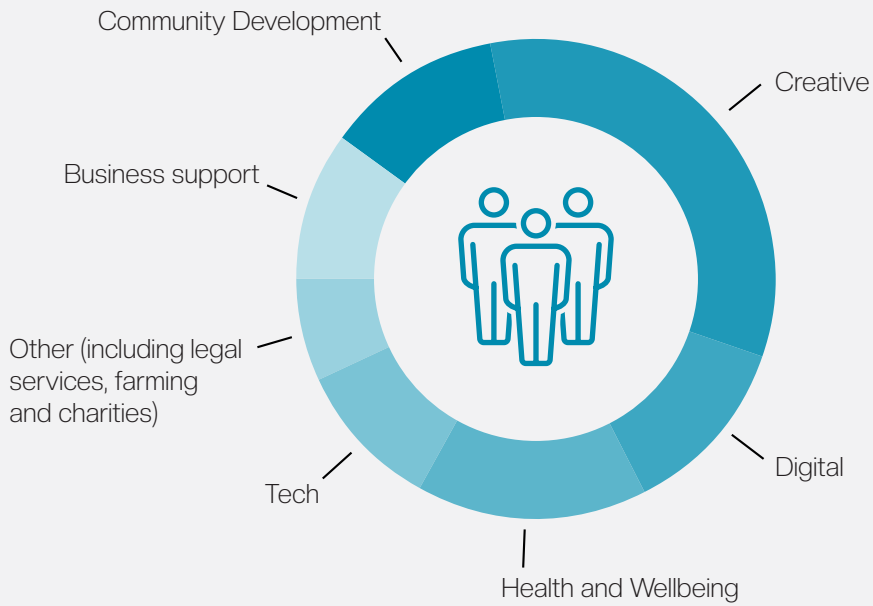 Community Development
Creative
Business support
Other (including legal
services, farming
and charities)
Digital
Tech
Health and Wellbeing